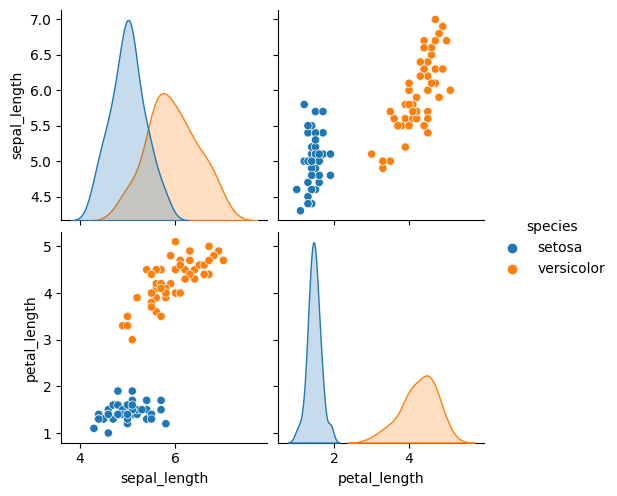 7.0
6.5
6.0
5.5
5.0
4.5
sepal_length
species
setosa
versicolor
5
4
3
2
1
petal_length
4
6
sepal_length
2
4
petal_length